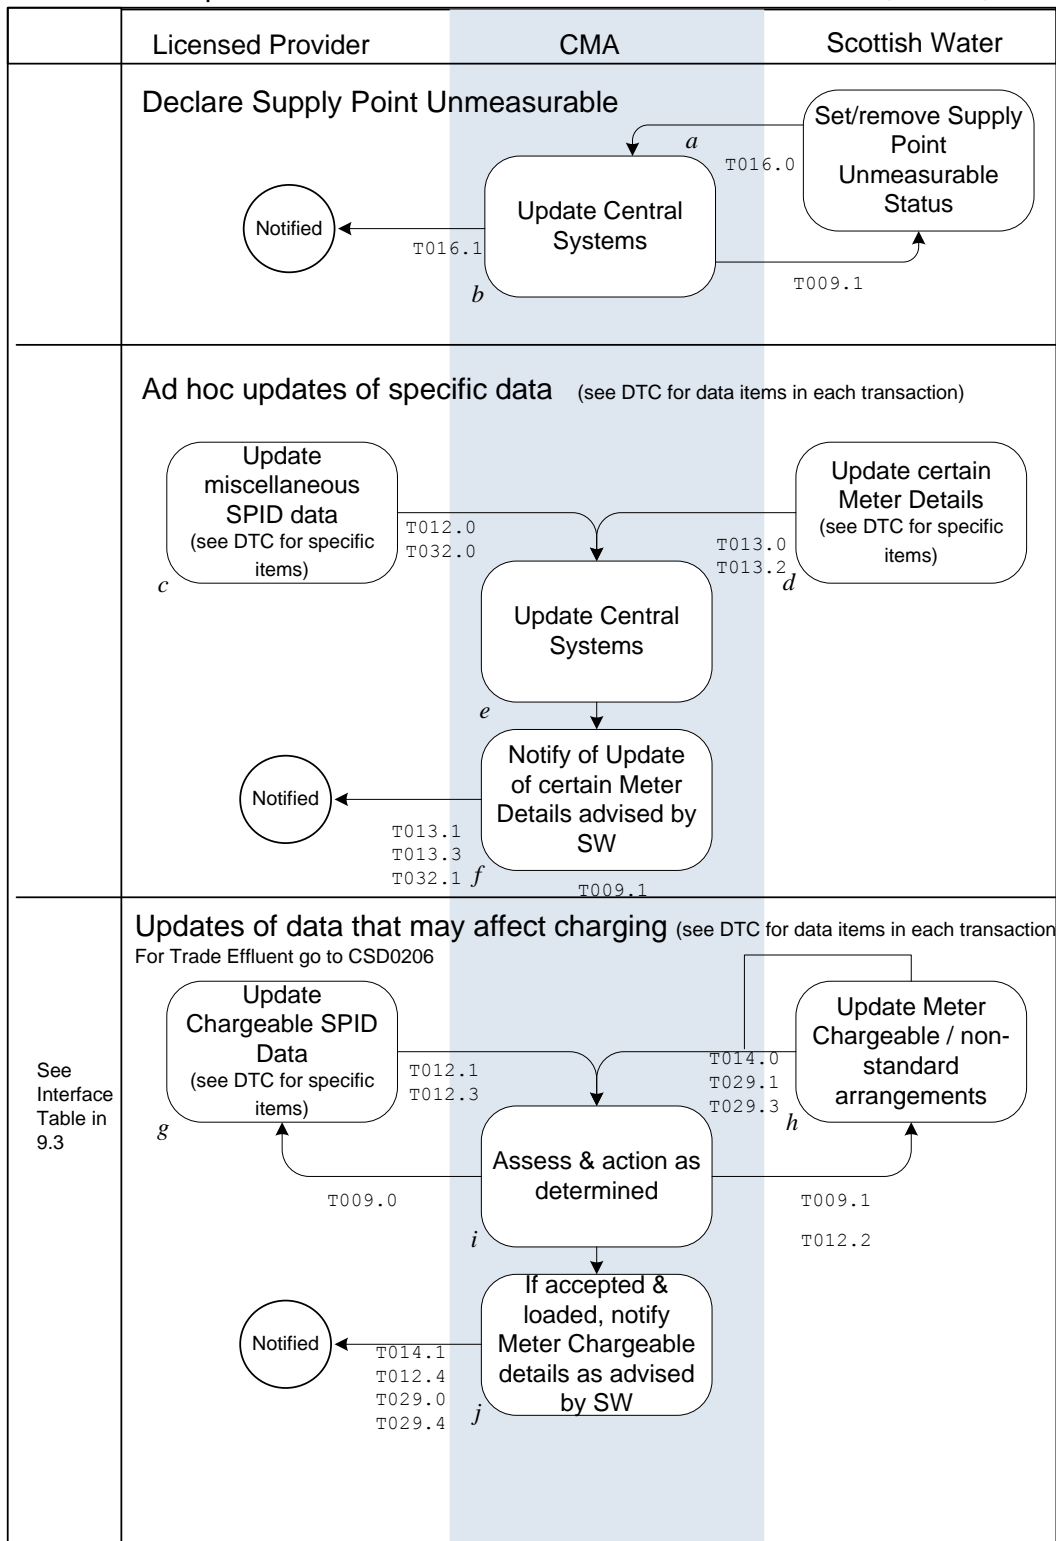 Licensed Provider
CMA
Scottish Water
Declare Supply Point Unmeasurable
Set/remove Supply
Point
Unmeasurable
Status
a
T016.0
Update Central
Systems
Notified
T016.1
b
T009.1
Ad hoc updates of specific data (see DTC for data items in each transaction)
Update
miscellaneous
SPID data
(see DTC for specific
items)
c
T012.0
T032.0
Update certain
Meter Details
(see DTC for specific
items)
T013.0
T013.2
d
Update Central
Systems
e
Notify of Update
of certain Meter
Details advised by
SW
Notified
T013.1
T013.3
T032.1
f
T009.1
Updates of data that may affect charging (see DTC for data items in each transaction
For Trade Effluent go to CSD0206
See
Interface
Table in
9.3
Update
Chargeable SPID
Data
(see DTC for specific
items)
g
T012.1
T012.3
Update Meter
Chargeable / non-
standard
arrangements
T014.0
T029.1
T029.3
h
Assess & action as
determined
T009.0
T009.1
T012.2
i
If accepted &
loaded, notify
Meter Chargeable
details as advised
by SW
Notified
T014.1
T012.4
T029.0
T029.4
j